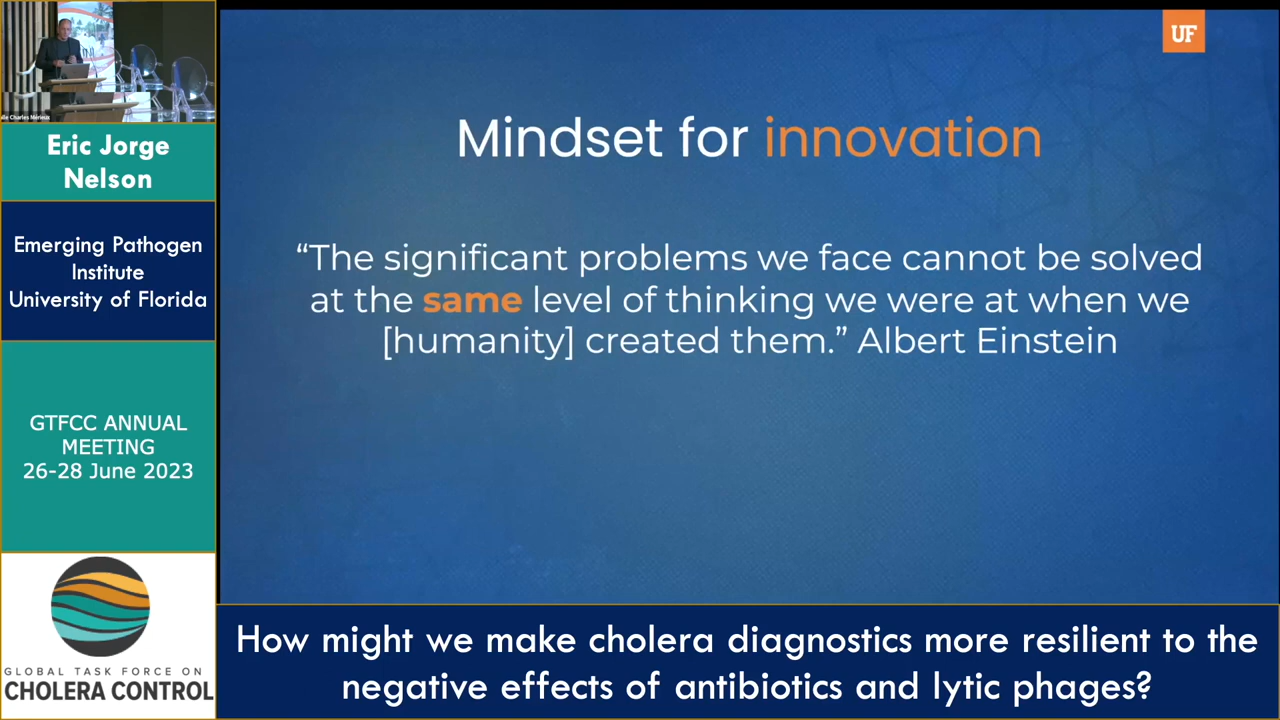 lle Charles Mérieux
Eric Jorge
Nelson
Emerging Pathogen
Institute
University of Florida
GTFCC ANNUAL
MEETING
26-28 June 2023
GLOBAL TASK FORCE ON
CHOLERA CONTROL
UF
Mindset for innovation
“The significant problems we face cannot be solved
at the same level of thinking we were at when we
[humanity] created them.” Albert Einstein
How might we make cholera diagnostics more resilient to the
negative effects of antibiotics and lytic phages?